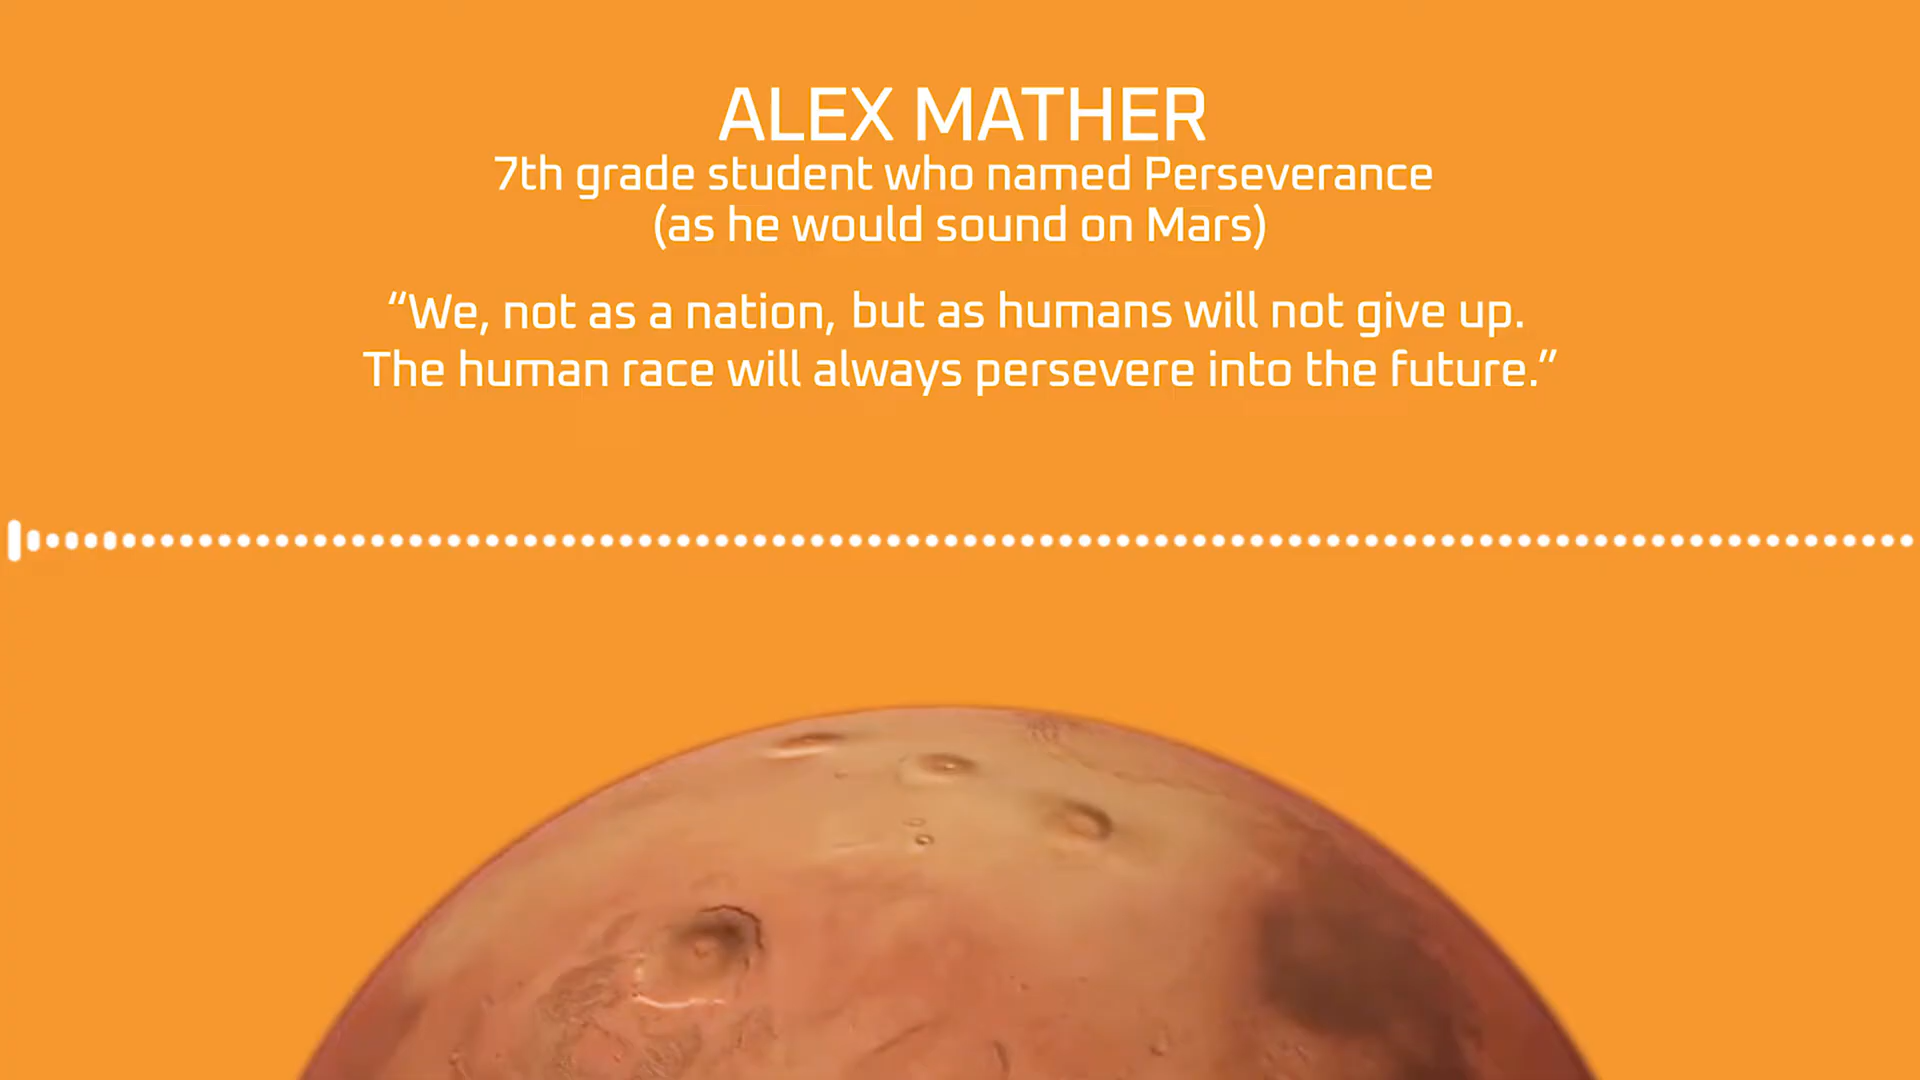 ALEX MATHER
7th grade student who named Perseverance
(as he would sound on Mars)
“We, not as a nation, but as humans will not give up.
The human race will always persevere into the future.”